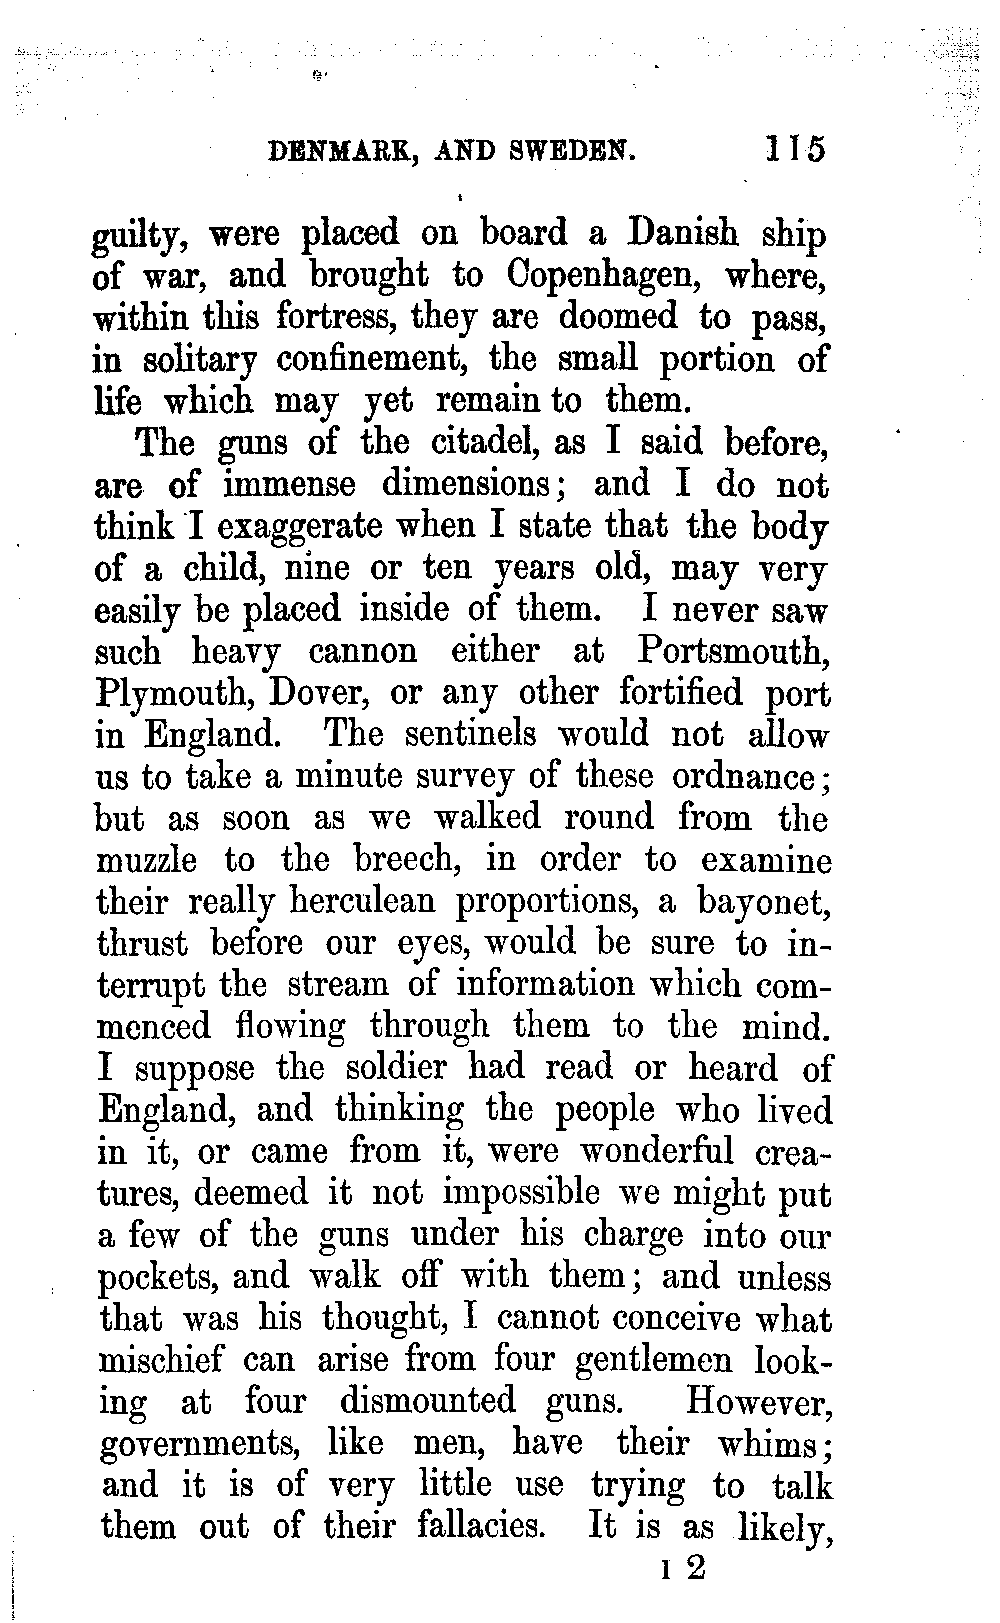 DENMARK, AND SWEDEN. 115
guilty, were placed on board a Danish ship
of war, and brought to Copenhagen, where,
within this fortress, they are doomed to pass,
in solitary confinement, the small portion of
life which may yet remain to them.
The guns of the citadel, as I said before,
are of immense dimensions; and I do not
think I exaggerate when I state that the body
of a child, nine or ten years old, may very
easily be placed inside of them. I never saw
such heavy cannon either at Portsmouth,
Plymouth, Dover, or any other fortified port
in England. The sentinels would not allow
us to take a minute survey of these ordnance;
but as soon as we walked round from the
muzzle to the breech, in order to examine
their really herculean proportions, a bayonet,
thrust before our eyes, would be sure to in-
terrupt the stream of information which com-
menced flowing through them to the mind.
I suppose the soldier had read or heard of
England, and thinking the people who lived
in it, or came from it, were wonderful crea-
tures, deemed it not impossible we might put
a few of the guns under his charge into our
pockets, and walk off with them; and unless
that was his thought, I cannot conceive what
mischief can arise from four gentlemen look-
ing at four dismounted guns. However,
governments, like men, have their whims;
and it is of very little use trying to talk
them out of their fallacies. It is as likely,
I 2